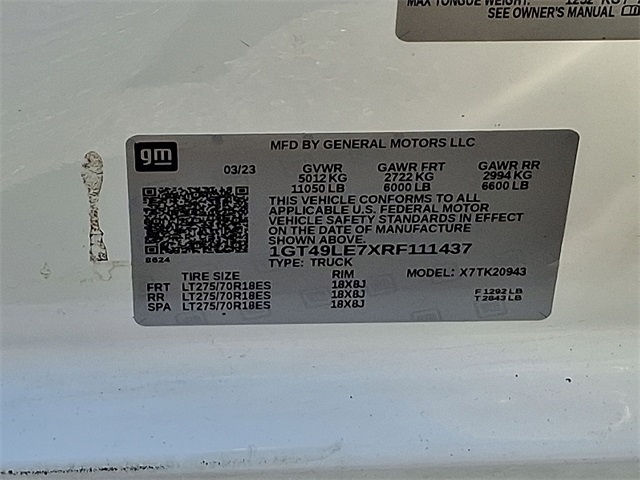 MAX TONGUE WEIGHT:
SEE OWNER'S MANUAL
gm
MFD BY GENERAL MOTORS LLC
03/23 GVWR GAWR FRT GAWR RR
5012 KG 2722 KG 2994 KG
11050 LB 6000 LB 6600 LB
THIS VEHICLE CONFORMS TO ALL
APPLICABLE U.S. FEDERAL MOTOR
VEHICLE SAFETY STANDARDS IN EFFECT
ON THE DATE OF MANUFACTURE
SHOWN ABOVE.
1GT49LE7XRF111437
TYPE: TRUCK
B624
TIRE SIZE RIM MODEL: X7TK20943
FRT LT275/70R18ES 18X8J
RR LT275/70R18ES 18X8J F 1292 LB
SPA LT275/70R18ES 18X8J T 2843 LB